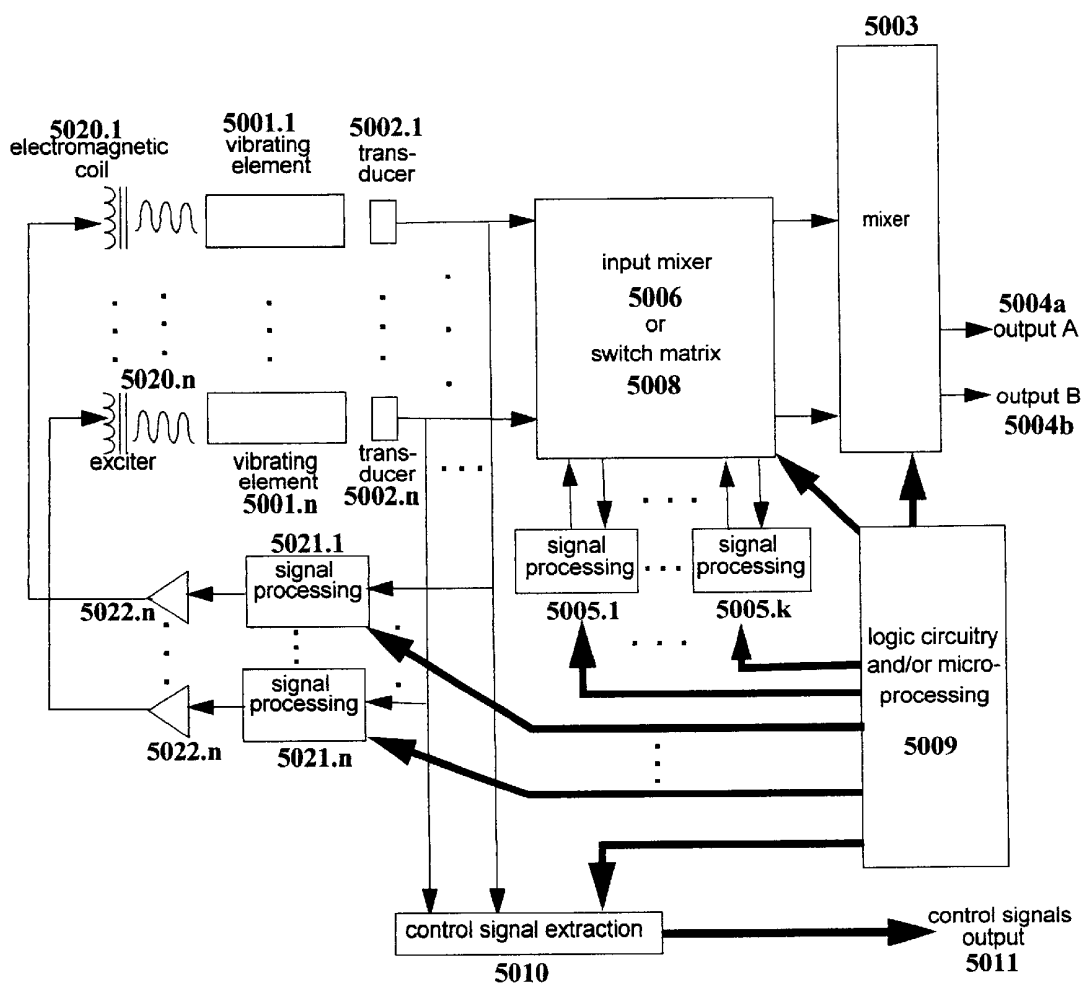 5003
5020.1
electromagnetic
coil
5001.1
vibrating
element
5002.1
trans-
ducer
mixer
input mixer
5006
or
switch matrix
5008
5004a
output A
output B
5004b
5020.n
exciter
vibrating
element
5001.n
trans-
ducer
5002.n
5021.1
signal
processing
5022.n
signal
processing
5005.1
signal
processing
5005.k
logic circuitry
and/or micro-
processing
5009
signal
processing
5022.n
5021.n
control signal extraction
5010
control signals
output
5011